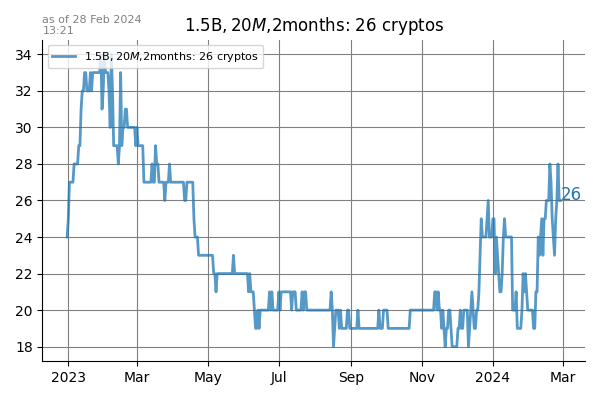 as of 28 Feb 2024
13:21
1.5B, 20M, 2months: 26 cryptos
1.5B, 20M, 2months: 26 cryptos
34
32
30
28
26
26
24
22
20
18
2023
Mar
May
Jul
Sep
Nov
2024
Mar